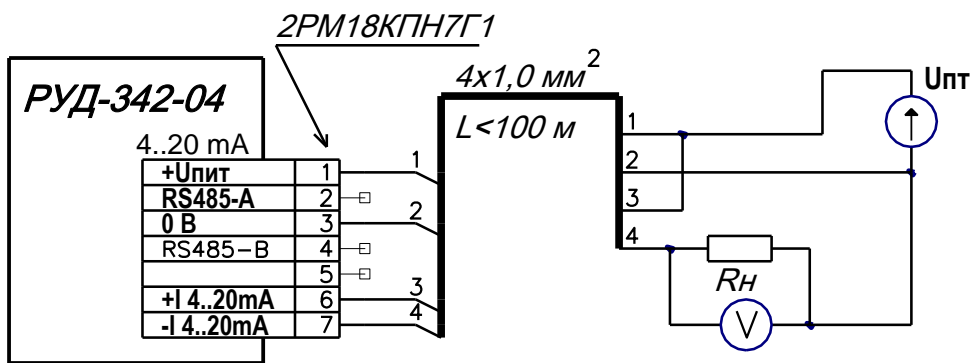 2РМ18КПН7Г1
РУД-342-04
4х1,0 мм²
L<100 м
Uпт
4..20 mA
+Uпит 1
RS485-A 2
0 В 3
RS485-B 4
5
+I 4..20mA 6
-I 4..20mA 7
1
2
3
4
1
2
3
4
Rн
V